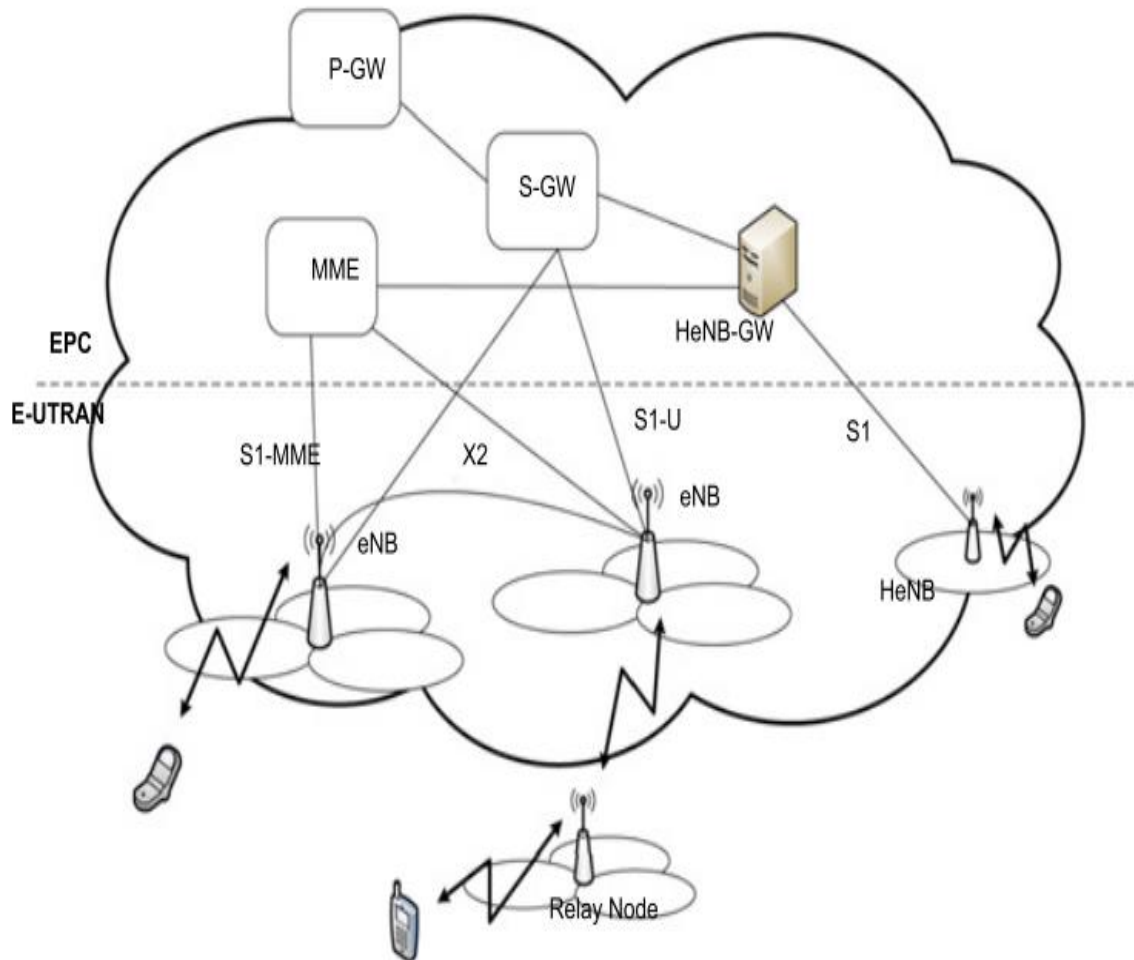 P-GW
S-GW
MME
HeNB-GW
EPC
E-UTRAN
S1-U
S1
S1-MME
X2
eNB
eNB
HeNB
Relay Node